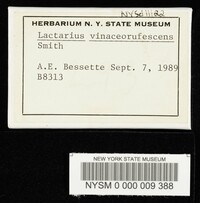 NYSd1122
HERBARIUM N. Y. STATE MUSEUM
Lactarius vinaceorufescens
Smith
A.E. Bessette Sept. 7, 1989
B8313
NEW YORK STATE MUSEUM
NYSM 0 000 009 388